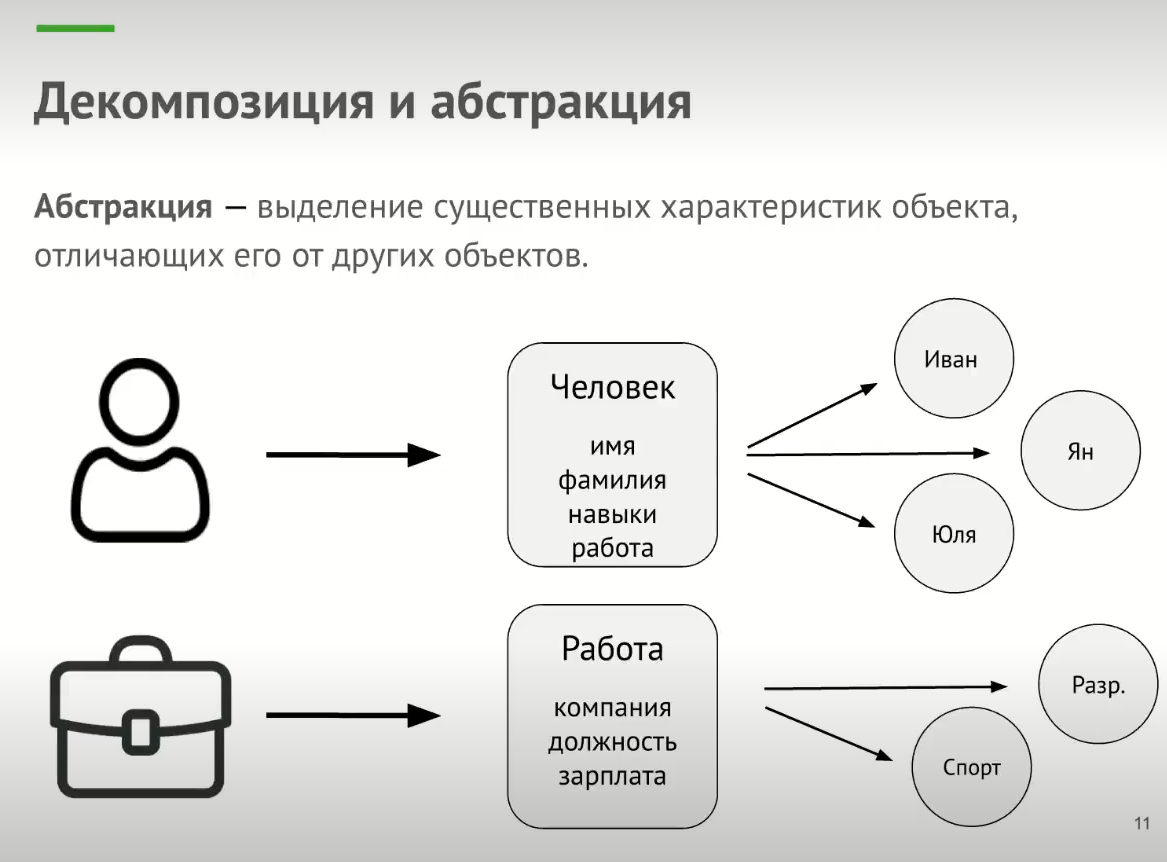 Декомпозиция и абстракция
Абстракция — выделение существенных характеристик объекта,
отличающих его от других объектов.
Человек
имя
фамилия
навыки
работа
Иван
Ян
Юля
Работа
компания
должность
зарплата
Разр.
Спорт
11